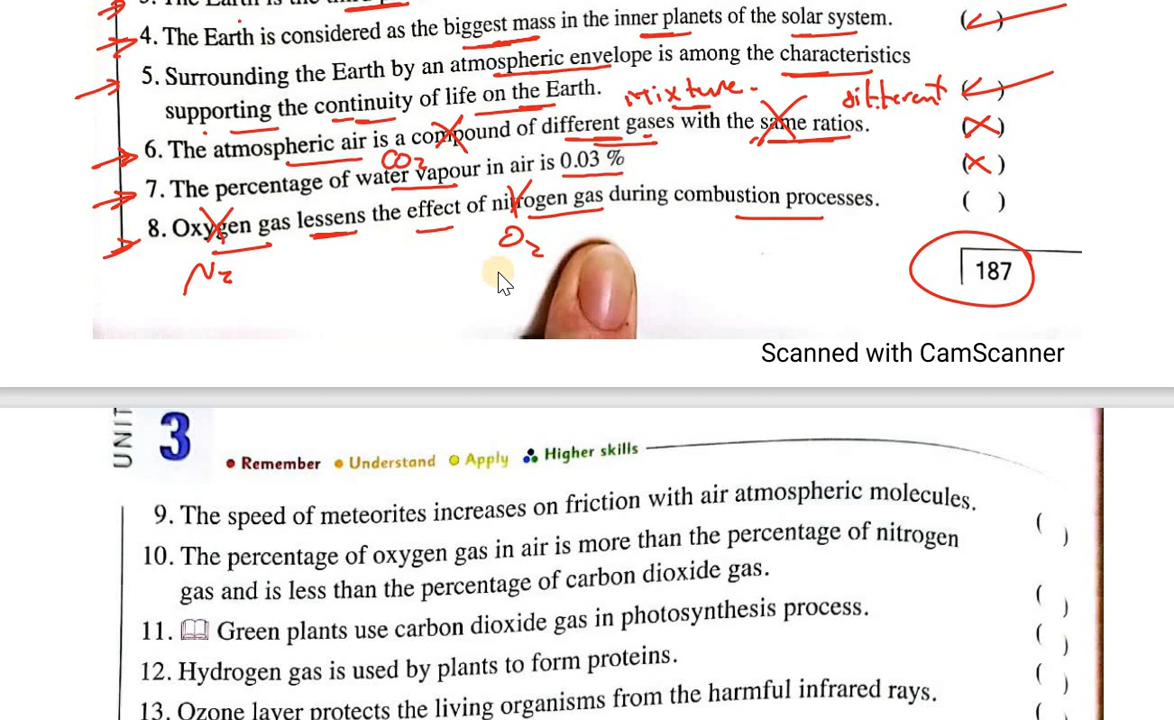 4. The Earth is considered as the biggest mass in the inner planets of the solar system. (✓)
5. Surrounding the Earth by an atmospheric envelope is among the characteristics
supporting the continuity of life on the Earth. (✓)
Mixture. different
6. The atmospheric air is a compound of different gases with the same ratios. (X)
CO2
7. The percentage of water vapour in air is 0.03 % (X)
8. Oxygen gas lessens the effect of nitrogen gas during combustion processes. ( )
N2 O2
187
Scanned with CamScanner
UNIT 3
Remember Understand Apply Higher skills
9. The speed of meteorites increases on friction with air atmospheric molecules. ( )
10. The percentage of oxygen gas in air is more than the percentage of nitrogen
gas and is less than the percentage of carbon dioxide gas. ( )
11. Green plants use carbon dioxide gas in photosynthesis process. ( )
12. Hydrogen gas is used by plants to form proteins. ( )
13. Ozone layer protects the living organisms from the harmful infrared rays. (